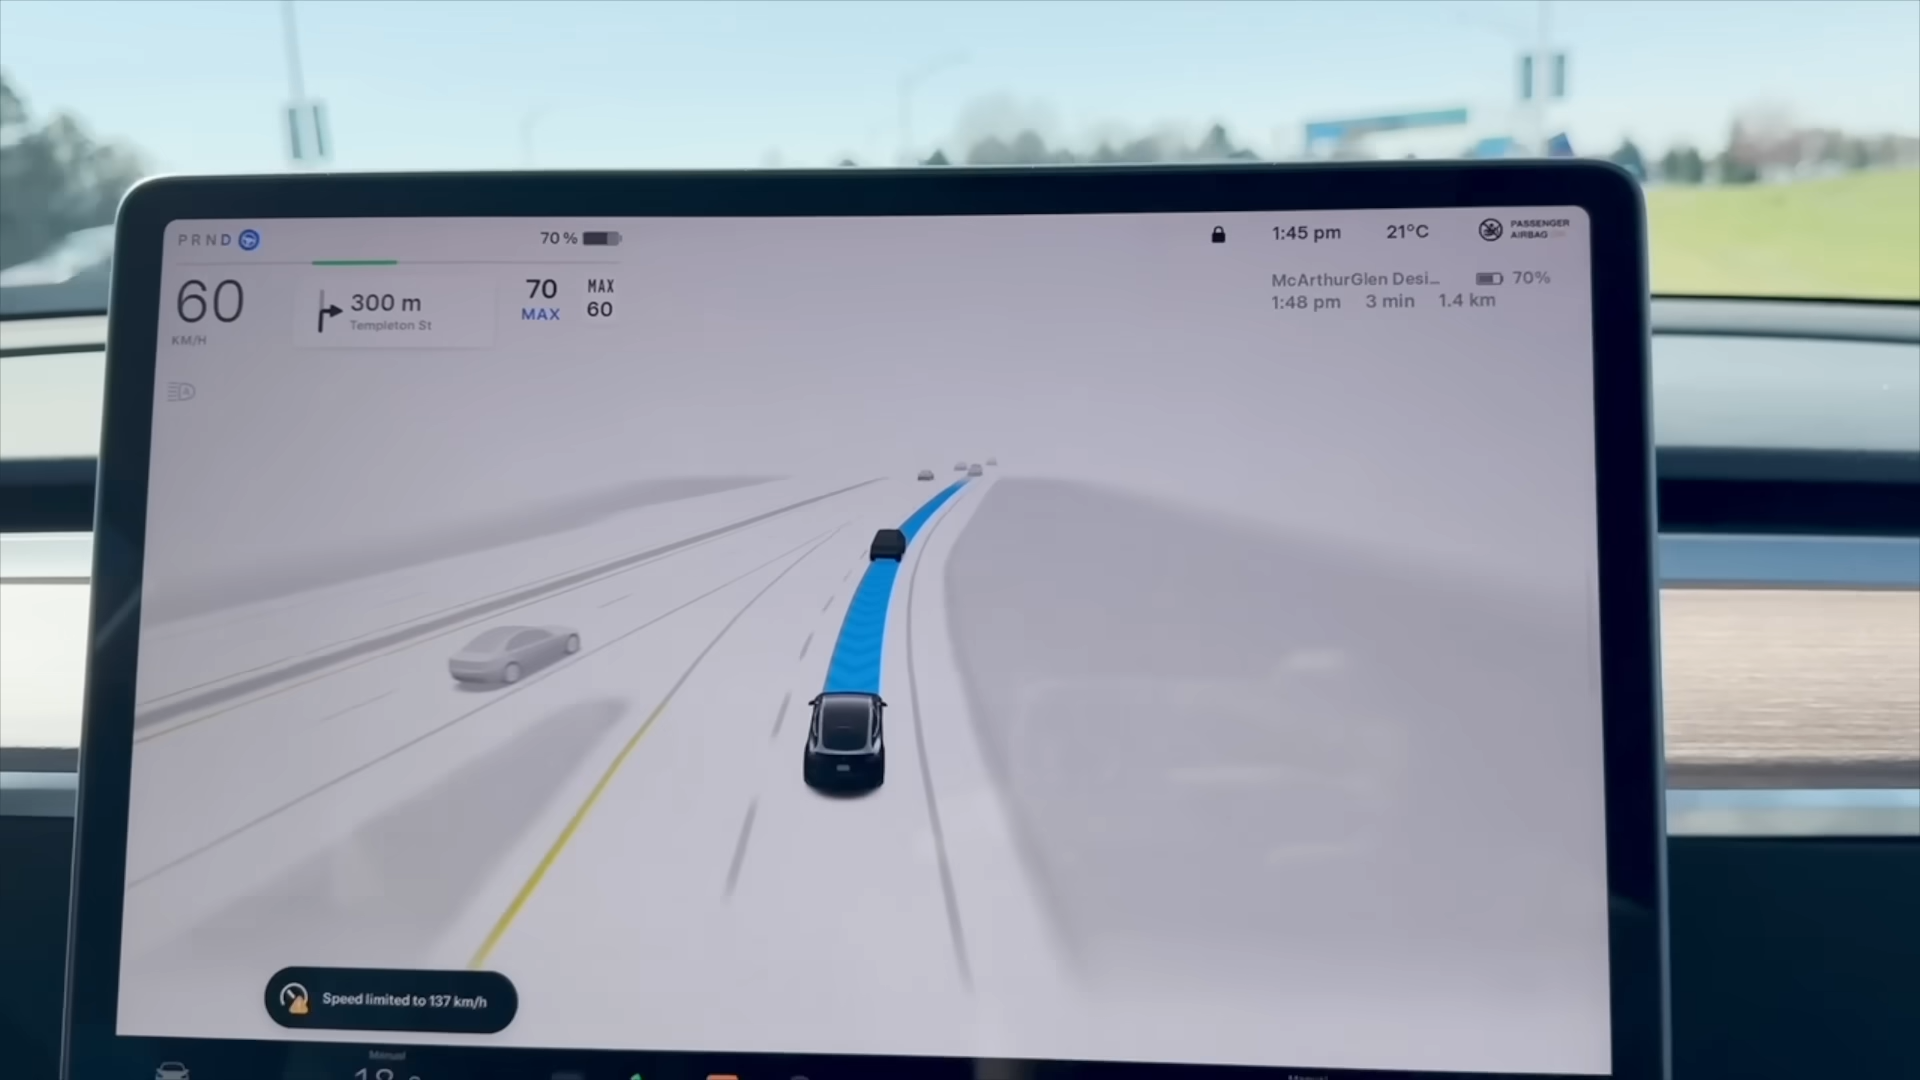 PRND
70 %
1:45 pm
21°C
PASSENGER
AIRBAG
60
KM/H
300 m
Templeton St
70
MAX
MAX
60
McArthurGlen Desi...
70%
1:48 pm 3 min 1.4 km
Speed limited to 137 km/h
Manual